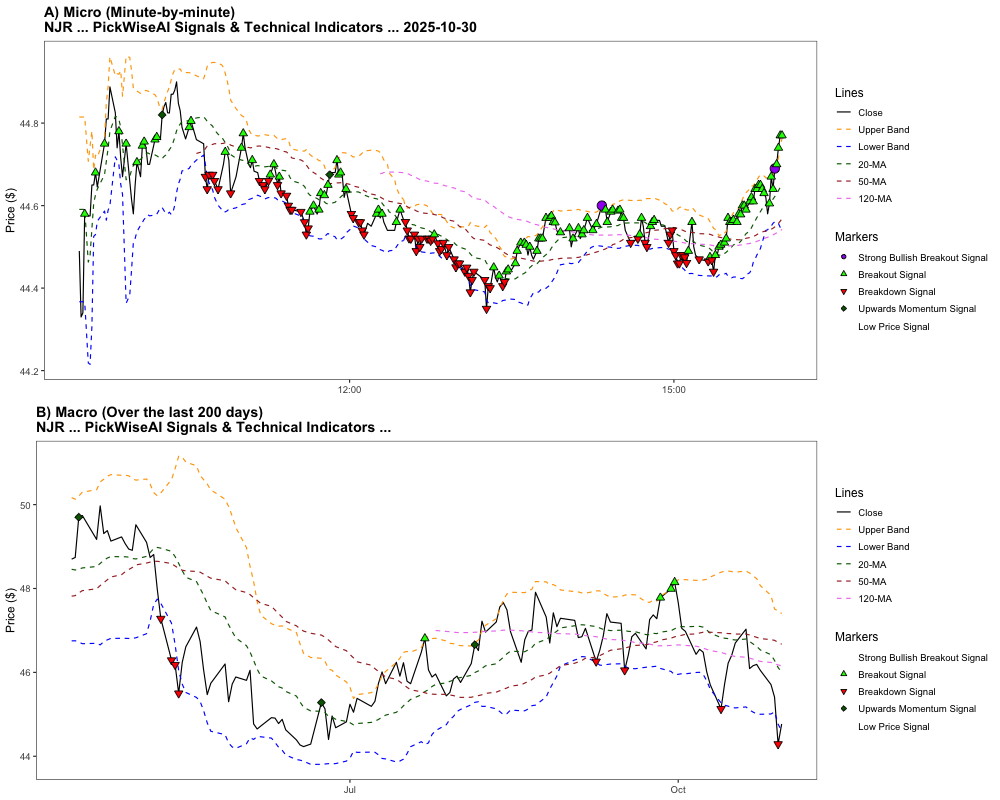 A) Micro (Minute-by-minute)
NJR ... PickWiseAI Signals & Technical Indicators ... 2025-10-30
Price ($)
44.8
44.6
44.4
44.2
12:00
15:00
Lines
Close
Upper Band
Lower Band
20-MA
50-MA
120-MA
Markers
Strong Bullish Breakout Signal
Breakout Signal
Breakdown Signal
Upwards Momentum Signal
Low Price Signal
B) Macro (Over the last 200 days)
NJR ... PickWiseAI Signals & Technical Indicators ...
Price ($)
50
48
46
44
Jul
Oct
Lines
Close
Upper Band
Lower Band
20-MA
50-MA
120-MA
Markers
Strong Bullish Breakout Signal
Breakout Signal
Breakdown Signal
Upwards Momentum Signal
Low Price Signal